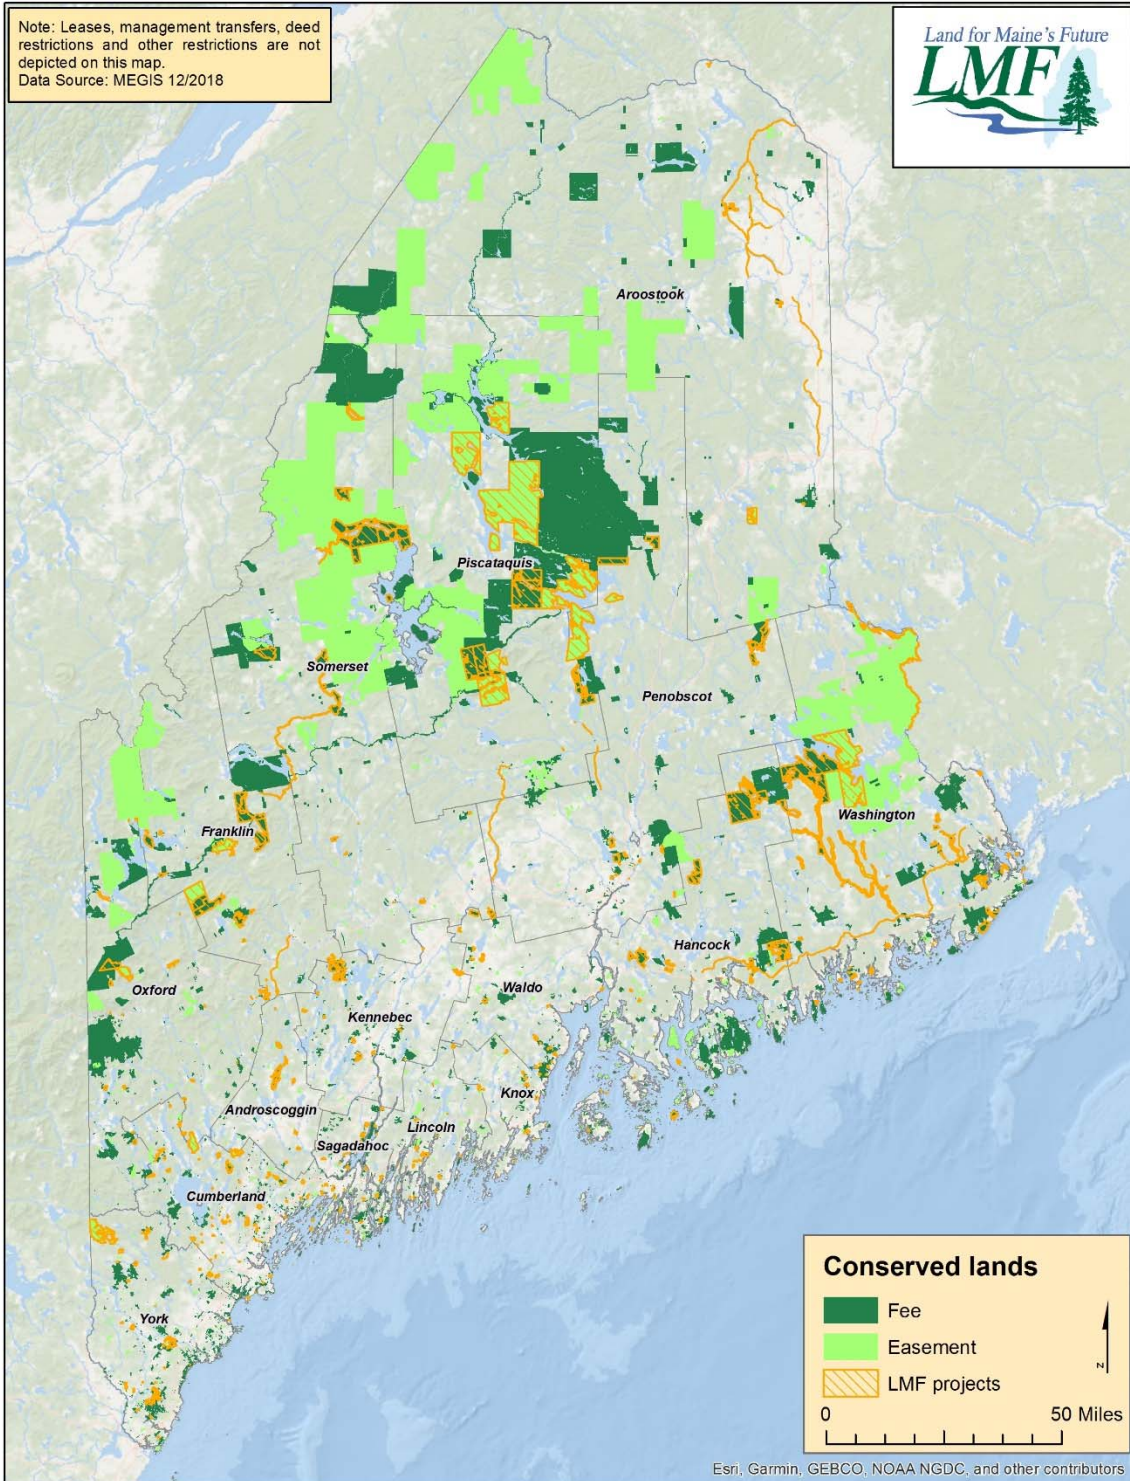 Note: Leases, management transfers, deed
restrictions and other restrictions are not
depicted on this map.
Data Source: MEGIS 12/2018
Land for Maine's Future
LMF
Aroostook
Piscataquis
Somerset
Penobscot
Washington
Franklin
Hancock
Oxford
Waldo
Kennebec
Knox
Androscoggin
Lincoln
Sagadahoc
Cumberland
York
Conserved lands
Fee
Easement
LMF projects
N
0 50 Miles
Esri, Garmin, GEBCO, NOAA NGDC, and other contributors